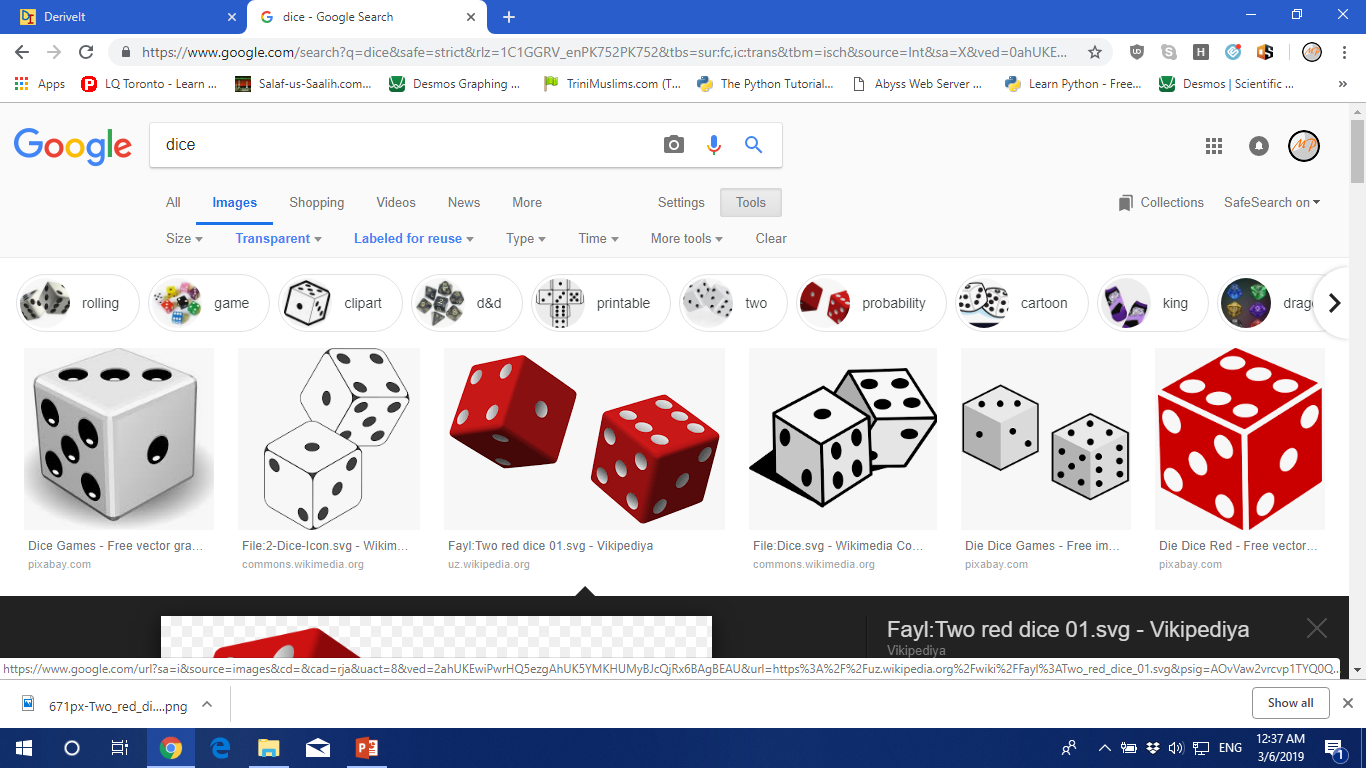 Derivelt
dice - Google Search
https://www.google.com/search?q=dice&safe=strict&rlz=1C1GGRV_enPK752PK752&tbs=sur:fc,ic:trans&tbm=isch&source=lnt&sa=X&ved=0ahUKE...
Apps LQ Toronto - Learn ... Salaf-us-Saalih.com... Desmos Graphing ... TriniMuslims.com (T... The Python Tutorial... Abyss Web Server ... Learn Python - Free... Desmos | Scientific ... »
Google dice MP
All Images Shopping Videos News More Settings Tools Collections SafeSearch on
Size Transparent Labeled for reuse Type Time More tools Clear
rolling game clipart d&d printable two probability cartoon king drag
Dice Games - Free vector gra...
pixabay.com
File:2-Dice-Icon.svg - Wikim...
commons.wikimedia.org
Fayl:Two red dice 01.svg - Vikipediya
uz.wikipedia.org
File:Dice.svg - Wikimedia Co...
commons.wikimedia.org
Die Dice Games - Free im...
pixabay.com
Die Dice Red - Free vector...
pixabay.com
Fayl:Two red dice 01.svg - Vikipediya
Vikipediya
https://www.google.com/url?sa=i&source=images&cd=&cad=rja&uact=8&ved=2ahUKEwiPwrHQ5ezgAhUK5YMKHUMyBJcQjRx6BAgBEAU&url=https%3A%2F%2Fuz.wikipedia.org%2Fwiki%2FFayl%3ATwo_red_dice_01.svg&psig=AOvVaw2vrcvp1TYQ0Q...
671px-Two_red_di....png
Show all
ENG
12:37 AM
3/6/2019
1